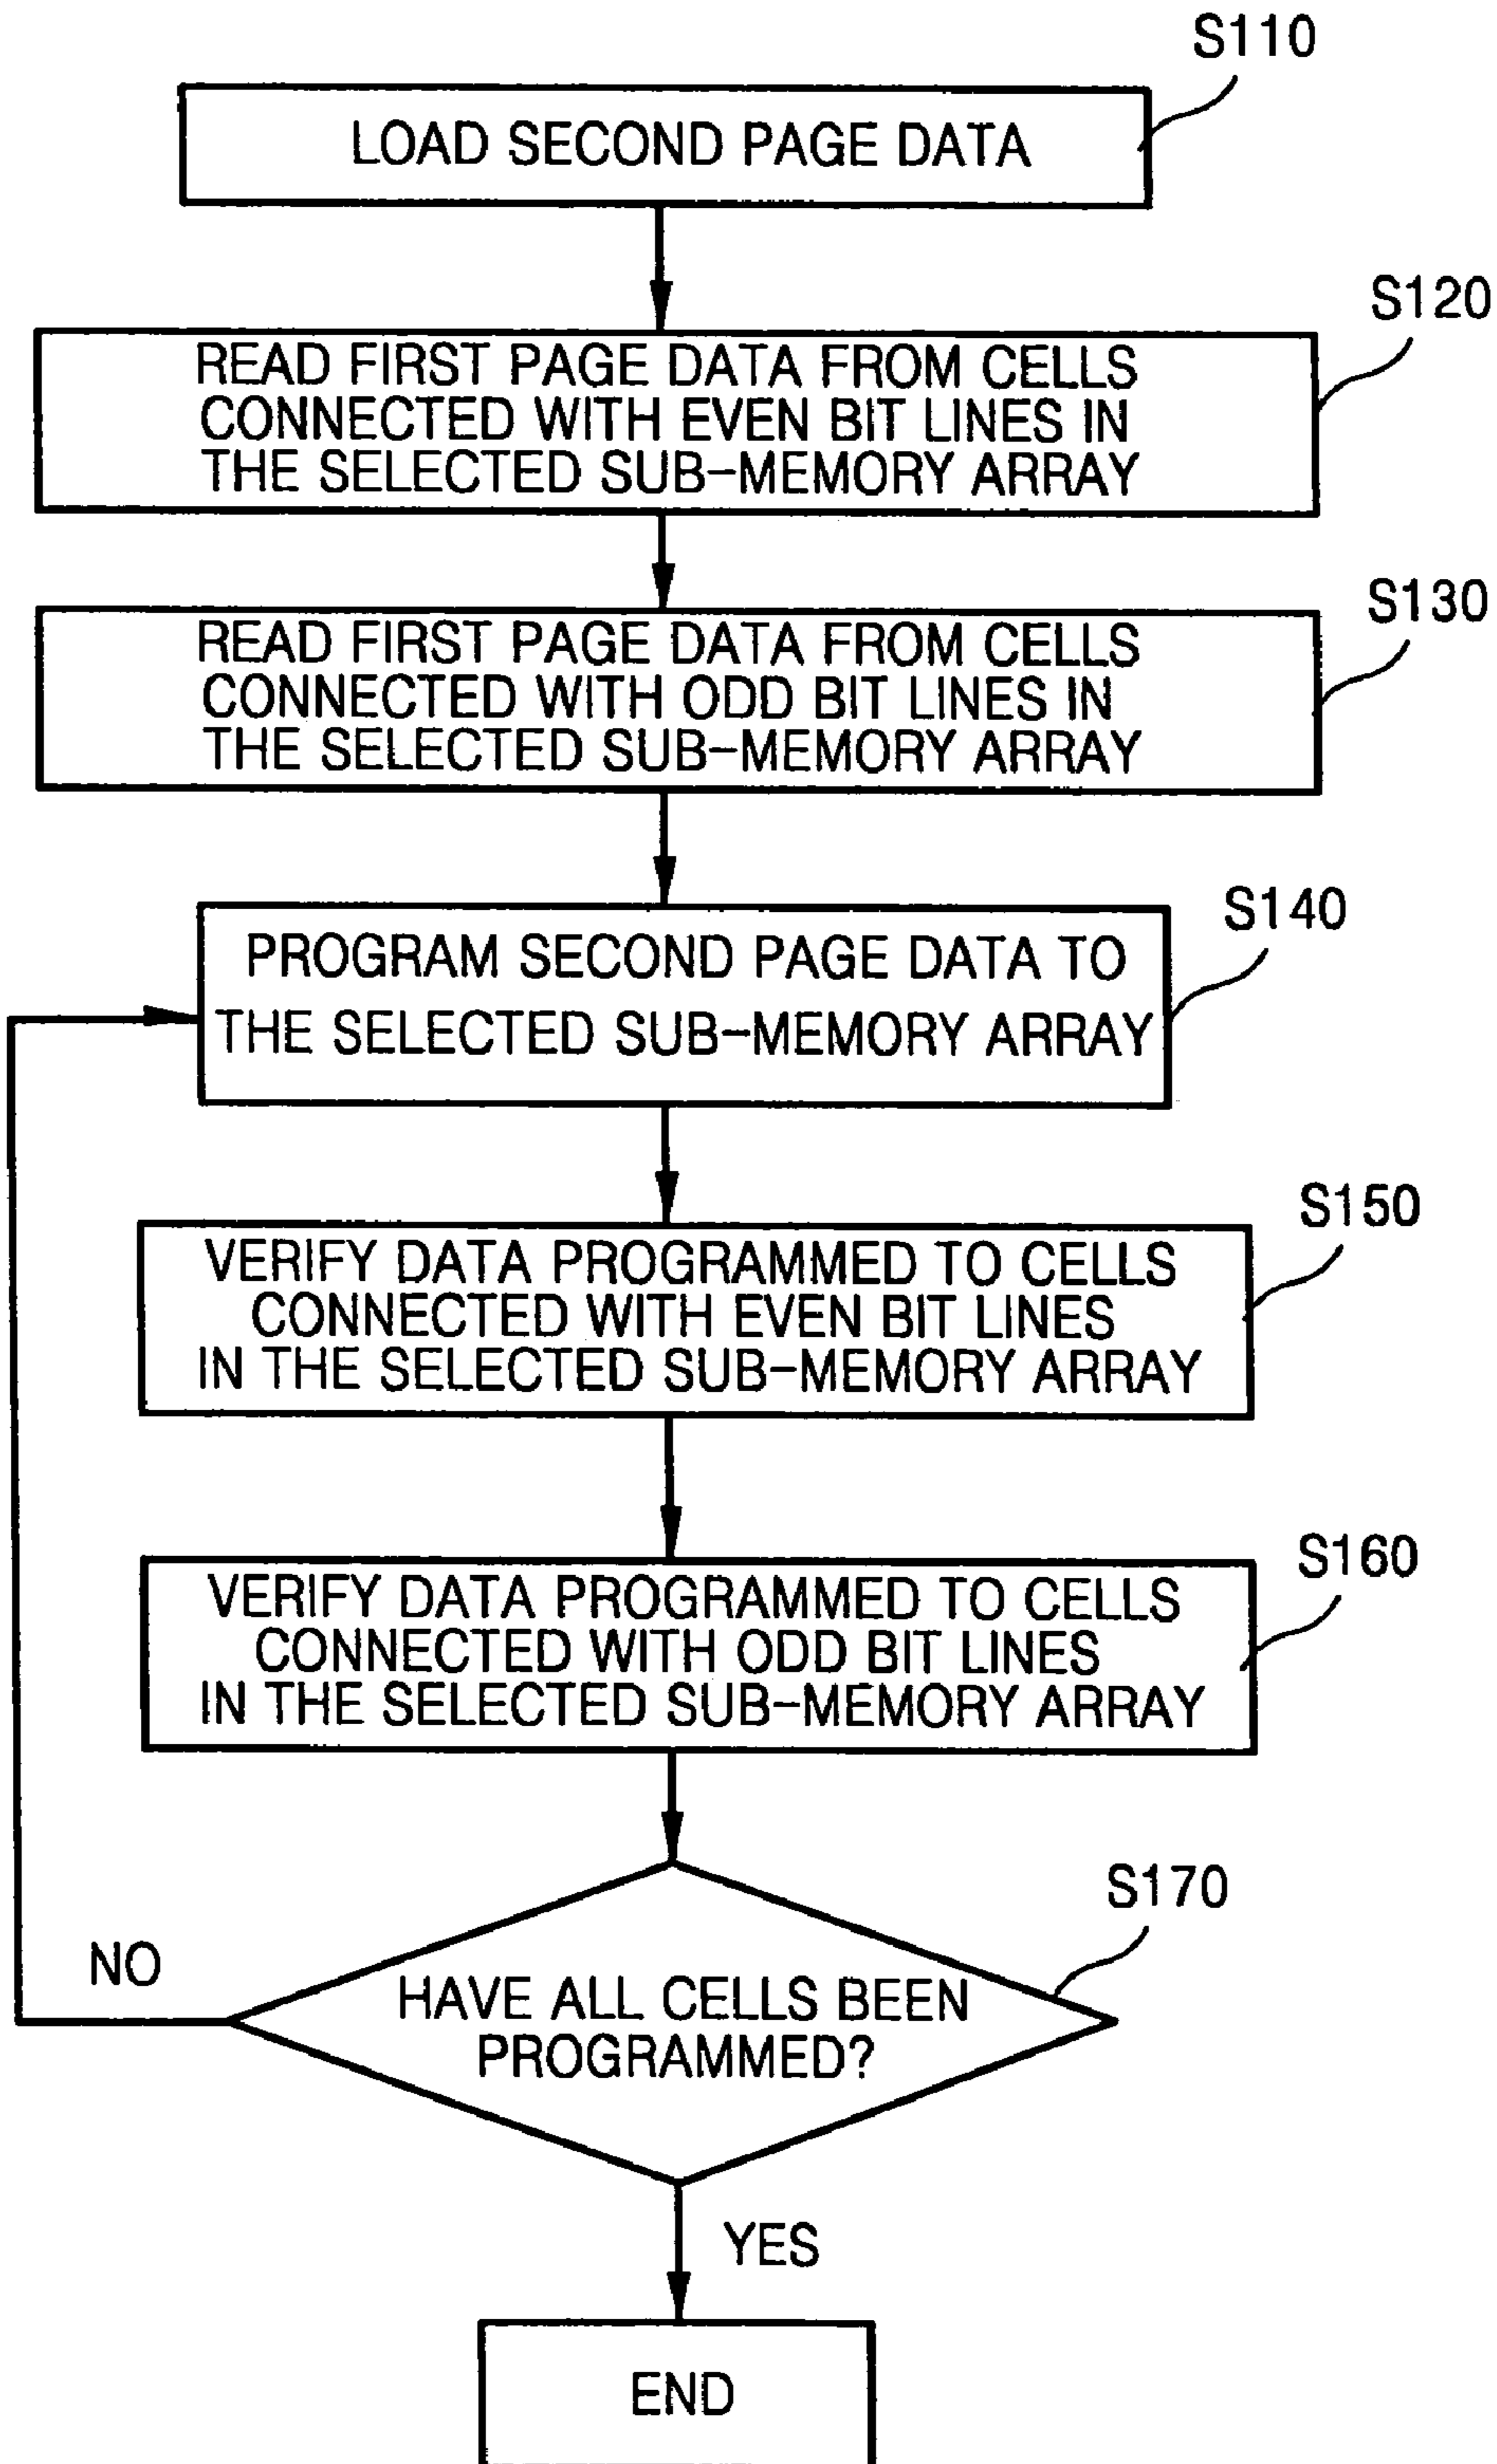 S110
LOAD SECOND PAGE DATA
S120
READ FIRST PAGE DATA FROM CELLS
CONNECTED WITH EVEN BIT LINES IN
THE SELECTED SUB-MEMORY ARRAY
S130
READ FIRST PAGE DATA FROM CELLS
CONNECTED WITH ODD BIT LINES IN
THE SELECTED SUB-MEMORY ARRAY
S140
PROGRAM SECOND PAGE DATA TO
THE SELECTED SUB-MEMORY ARRAY
S150
VERIFY DATA PROGRAMMED TO CELLS
CONNECTED WITH EVEN BIT LINES
IN THE SELECTED SUB-MEMORY ARRAY
S160
VERIFY DATA PROGRAMMED TO CELLS
CONNECTED WITH ODD BIT LINES
IN THE SELECTED SUB-MEMORY ARRAY
S170
NO
HAVE ALL CELLS BEEN
PROGRAMMED?
YES
END